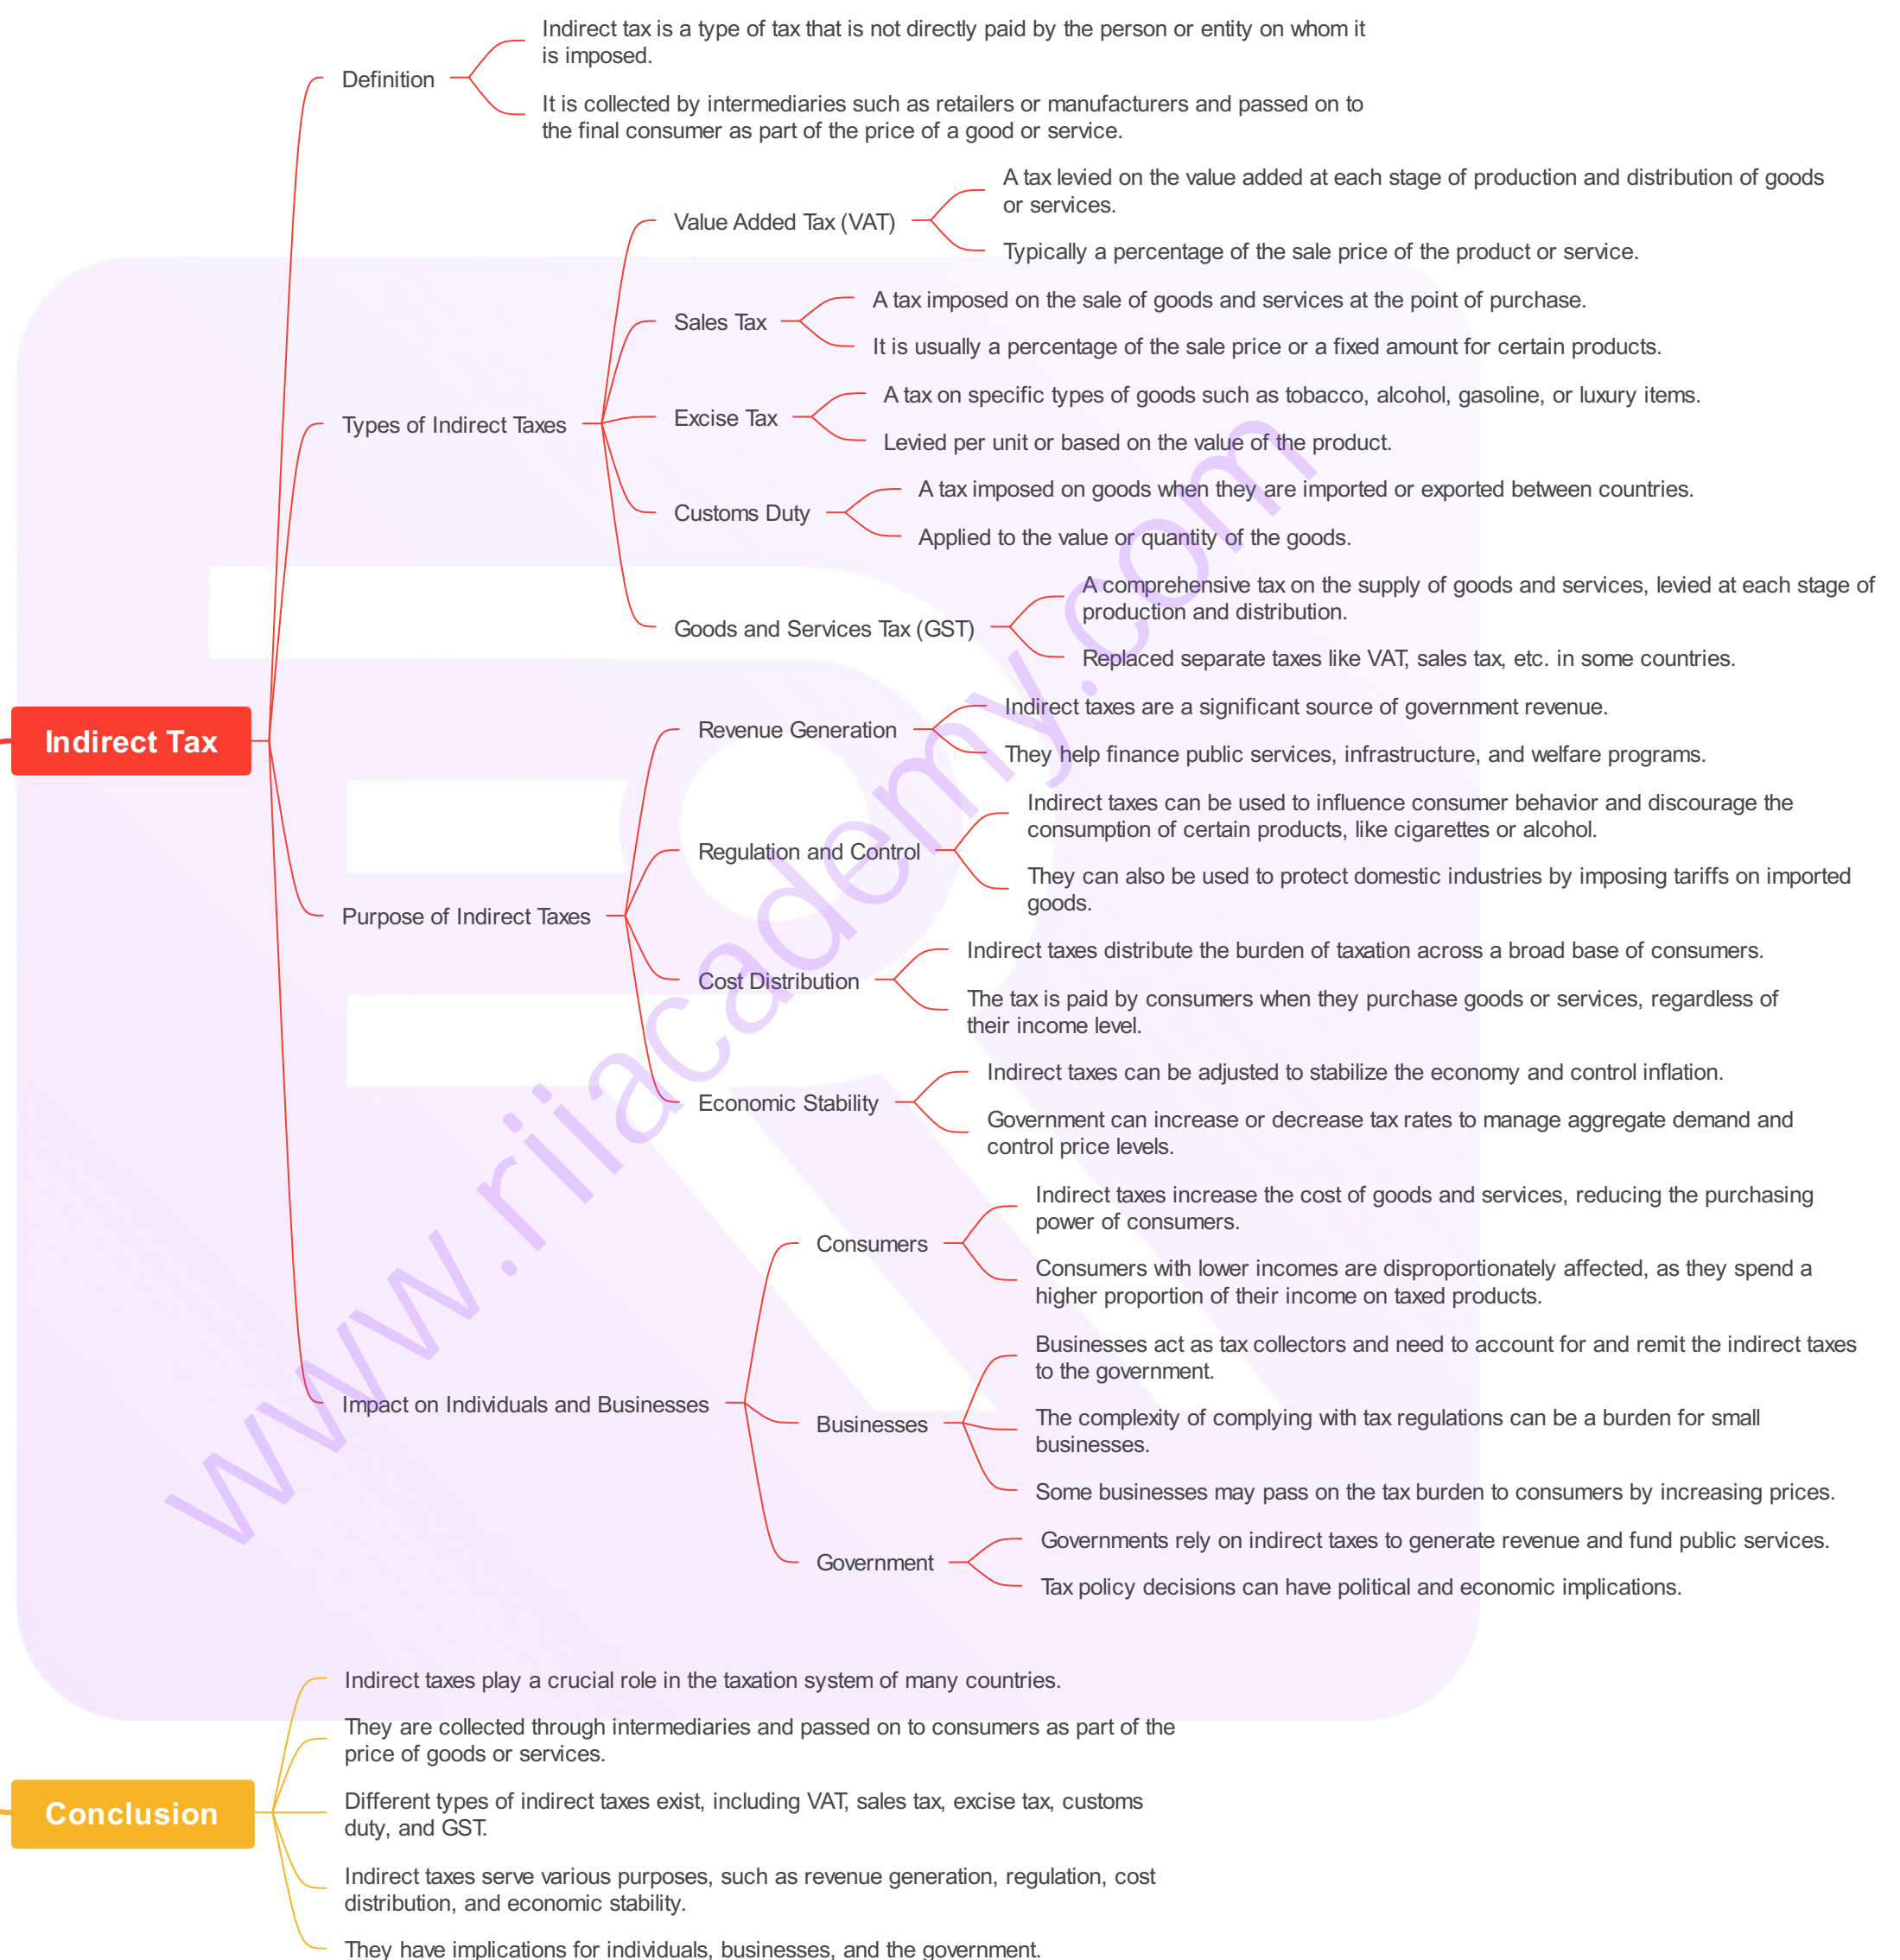 Indirect Tax
Definition
Indirect tax is a type of tax that is not directly paid by the person or entity on whom it
is imposed.
It is collected by intermediaries such as retailers or manufacturers and passed on to
the final consumer as part of the price of a good or service.
Types of Indirect Taxes
Value Added Tax (VAT)
A tax levied on the value added at each stage of production and distribution of goods
or services.
Typically a percentage of the sale price of the product or service.
Sales Tax
A tax imposed on the sale of goods and services at the point of purchase.
It is usually a percentage of the sale price or a fixed amount for certain products.
Excise Tax
A tax on specific types of goods such as tobacco, alcohol, gasoline, or luxury items.
Levied per unit or based on the value of the product.
Customs Duty
A tax imposed on goods when they are imported or exported between countries.
Applied to the value or quantity of the goods.
Goods and Services Tax (GST)
A comprehensive tax on the supply of goods and services, levied at each stage of
production and distribution.
Replaced separate taxes like VAT, sales tax, etc. in some countries.
Purpose of Indirect Taxes
Revenue Generation
Indirect taxes are a significant source of government revenue.
They help finance public services, infrastructure, and welfare programs.
Regulation and Control
Indirect taxes can be used to influence consumer behavior and discourage the
consumption of certain products, like cigarettes or alcohol.
They can also be used to protect domestic industries by imposing tariffs on imported
goods.
Cost Distribution
Indirect taxes distribute the burden of taxation across a broad base of consumers.
The tax is paid by consumers when they purchase goods or services, regardless of
their income level.
Economic Stability
Indirect taxes can be adjusted to stabilize the economy and control inflation.
Government can increase or decrease tax rates to manage aggregate demand and
control price levels.
Impact on Individuals and Businesses
Consumers
Indirect taxes increase the cost of goods and services, reducing the purchasing
power of consumers.
Consumers with lower incomes are disproportionately affected, as they spend a
higher proportion of their income on taxed products.
Businesses
Businesses act as tax collectors and need to account for and remit the indirect taxes
to the government.
The complexity of complying with tax regulations can be a burden for small
businesses.
Some businesses may pass on the tax burden to consumers by increasing prices.
Government
Governments rely on indirect taxes to generate revenue and fund public services.
Tax policy decisions can have political and economic implications.
Conclusion
Indirect taxes play a crucial role in the taxation system of many countries.
They are collected through intermediaries and passed on to consumers as part of the
price of goods or services.
Different types of indirect taxes exist, including VAT, sales tax, excise tax, customs
duty, and GST.
Indirect taxes serve various purposes, such as revenue generation, regulation, cost
distribution, and economic stability.
They have implications for individuals, businesses, and the government.
www.riiacademy.com